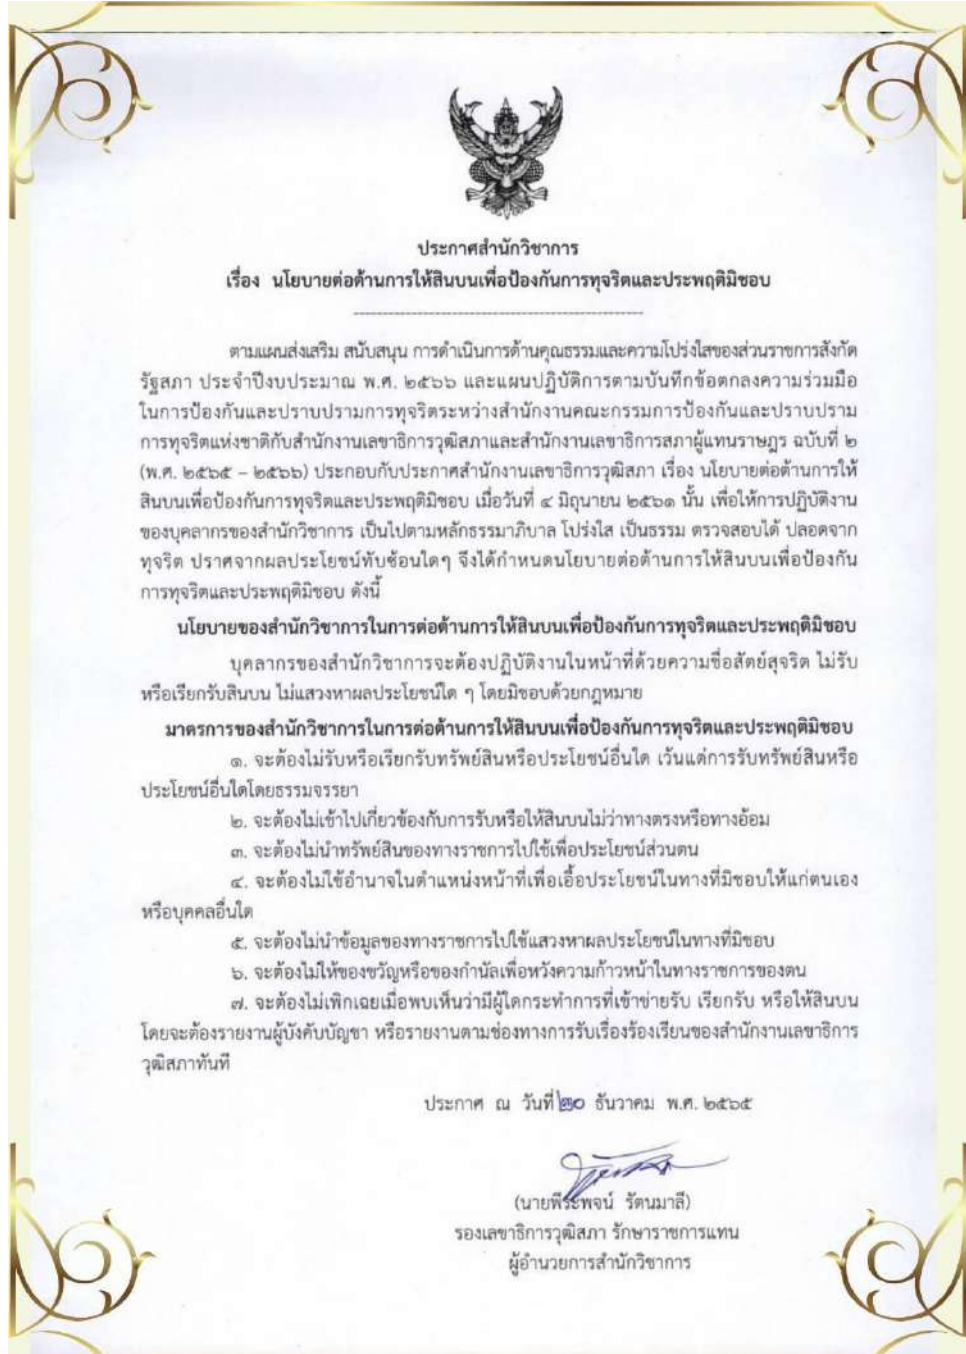 ประกาศสำนักวิชาการ
เรื่อง นโยบายต่อต้านการให้สินบนเพื่อป้องกันการทุจริตและประพฤติมิชอบ
ตามแผนส่งเสริม สนับสนุน การดำเนินการด้านคุณธรรมและความโปร่งใสของส่วนราชการสังกัด
รัฐสภา ประจำปีงบประมาณ พ.ศ. ๒๕๖๖ และแผนปฏิบัติการตามบันทึกข้อตกลงความร่วมมือ
ในการป้องกันและปราบปรามการทุจริตระหว่างสำนักงานคณะกรรมการป้องกันและปราบปราม
การทุจริตแห่งชาติกับสำนักงานเลขาธิการวุฒิสภาและสำนักงานเลขาธิการสภาผู้แทนราษฎร ฉบับที่ ๒
(พ.ศ. ๒๕๖๕ – ๒๕๖๖) ประกอบกับประกาศสำนักงานเลขาธิการวุฒิสภา เรื่อง นโยบายต่อต้านการให้
สินบนเพื่อป้องกันการทุจริตและประพฤติมิชอบ เมื่อวันที่ ๔ มิถุนายน ๒๕๖๑ นั้น เพื่อให้การปฏิบัติงาน
ของบุคลากรของสำนักวิชาการ เป็นไปตามหลักธรรมาภิบาล โปร่งใส เป็นธรรม ตรวจสอบได้ ปลอดจาก
ทุจริต ปราศจากผลประโยชน์ทับซ้อนใดๆ จึงได้กำหนดนโยบายต่อต้านการให้สินบนเพื่อป้องกัน
การทุจริตและประพฤติมิชอบ ดังนี้
นโยบายของสำนักวิชาการในการต่อต้านการให้สินบนเพื่อป้องกันการทุจริตและประพฤติมิชอบ
บุคลากรของสำนักวิชาการจะต้องปฏิบัติงานในหน้าที่ด้วยความซื่อสัตย์สุจริต ไม่รับ
หรือเรียกรับสินบน ไม่แสวงหาผลประโยชน์ใด ๆ โดยมิชอบด้วยกฎหมาย
มาตรการของสำนักวิชาการในการต่อต้านการให้สินบนเพื่อป้องกันการทุจริตและประพฤติมิชอบ
๑. จะต้องไม่รับหรือเรียกรับทรัพย์สินหรือประโยชน์อื่นใด เว้นแต่การรับทรัพย์สินหรือ
ประโยชน์อื่นใดโดยธรรมจรรยา
๒. จะต้องไม่เข้าไปเกี่ยวข้องกับการรับหรือให้สินบนไม่ว่าทางตรงหรือทางอ้อม
๓. จะต้องไม่นำทรัพย์สินของทางราชการไปใช้เพื่อประโยชน์ส่วนตน
๔. จะต้องไม่ใช้อำนาจในตำแหน่งหน้าที่เพื่อเอื้อประโยชน์ในทางที่มิชอบให้แก่ตนเอง
หรือบุคคลอื่นใด
๕. จะต้องไม่นำข้อมูลของทางราชการไปใช้แสวงหาผลประโยชน์ในทางที่มิชอบ
๖. จะต้องไม่ให้ของขวัญหรือของกำนัลเพื่อหวังความก้าวหน้าในทางราชการของตน
๗. จะต้องไม่เพิกเฉยเมื่อพบเห็นว่ามีผู้ใดกระทำการที่เข้าข่ายรับ เรียกรับ หรือให้สินบน
โดยจะต้องรายงานผู้บังคับบัญชา หรือรายงานตามช่องทางการรับเรื่องร้องเรียนของสำนักงานเลขาธิการ
วุฒิสภาทันที
ประกาศ ณ วันที่ ๒๐ ธันวาคม พ.ศ. ๒๕๖๕
(นายพีระพจน์ รัตนมาลี)
รองเลขาธิการวุฒิสภา รักษาราชการแทน
ผู้อำนวยการสำนักวิชาการ